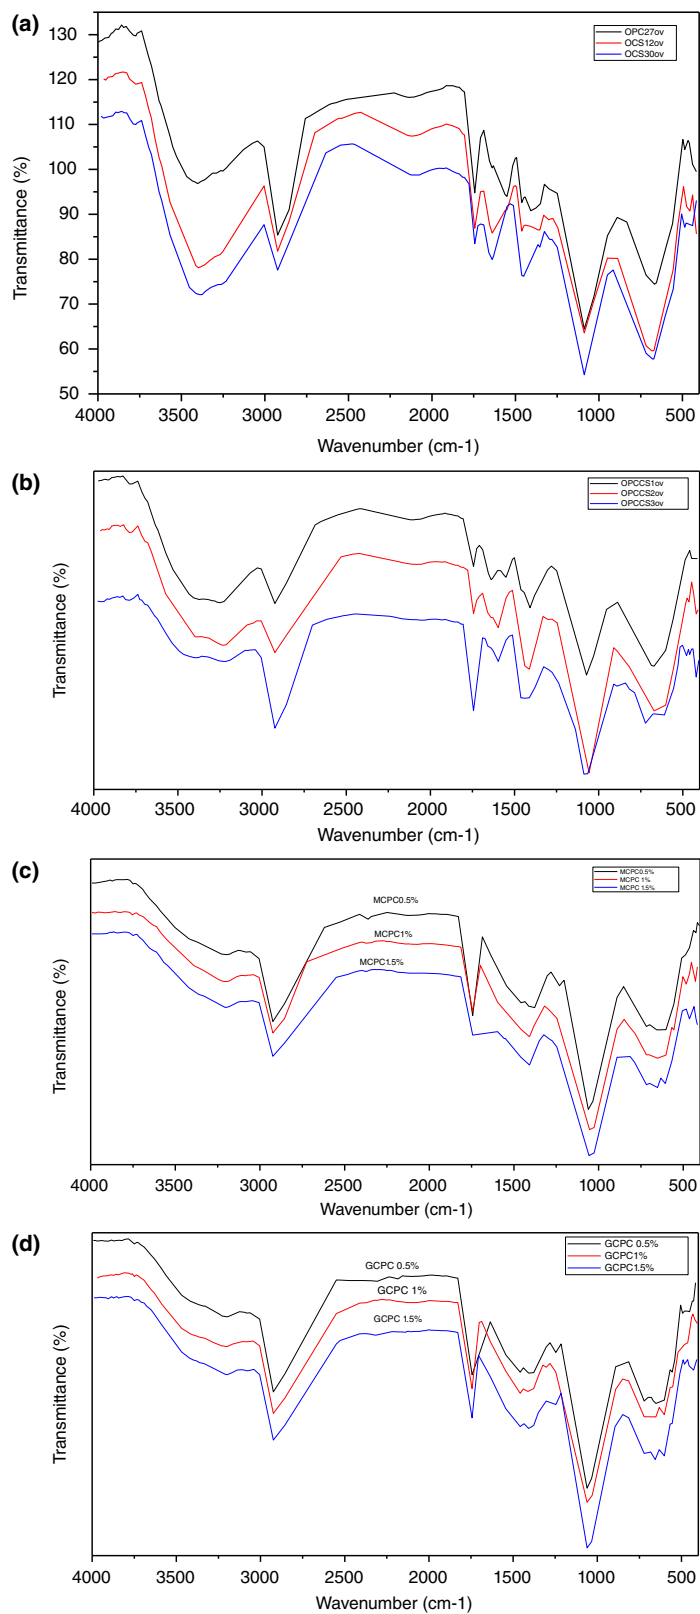 (a)
OPC27ov
OCS12ov
OCS30ov
130
120
110
100
90
80
70
60
50
Transmittance (%)
4000 3500 3000 2500 2000 1500 1000 500
Wavenumber (cm-1)
(b)
OPCCS1ov
OPCCS2ov
OPCCS3ov
Transmittance (%)
4000 3500 3000 2500 2000 1500 1000 500
Wavenumber (cm-1)
(c)
MCPC0.5%
MCPC 1%
MCPC 1.5%
MCPC0.5%
MCPC1%
MCPC1.5%
Transmittance (%)
4000 3500 3000 2500 2000 1500 1000 500
Wavenumber (cm-1)
(d)
GCPC 0.5%
GCPC1%
GCPC1.5%
GCPC 0.5%
GCPC 1%
GCPC 1.5%
Transmittance (%)
4000 3500 3000 2500 2000 1500 1000 500
Wavenumber (cm-1)